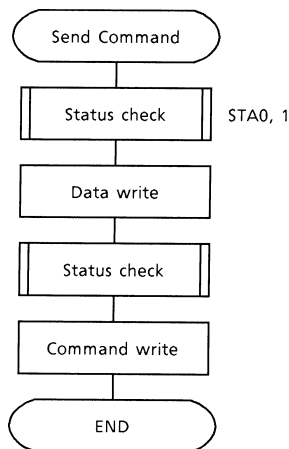 Send Command
Status check
STA0, 1
Data write
Status check
Command write
END